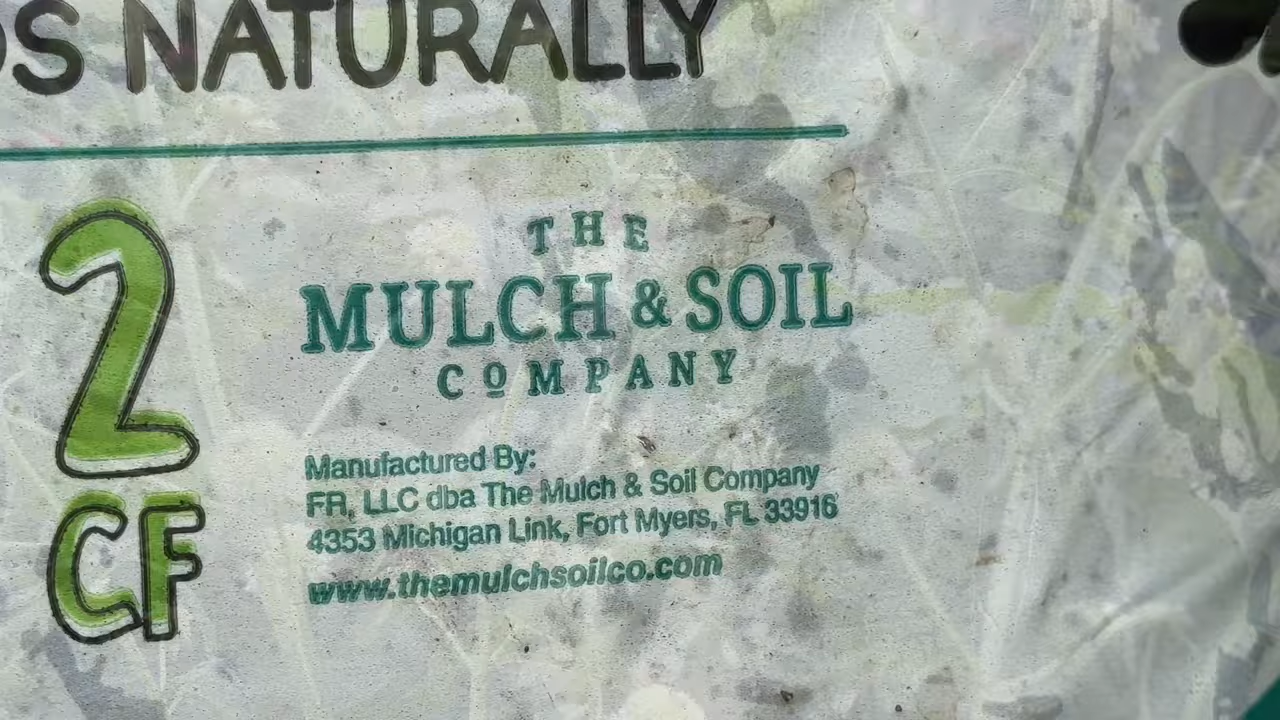 DS NATURALLY
2
CF
THE
MULCH & SOIL
COMPANY
Manufactured By:
FR, LLC dba The Mulch & Soil Company
4353 Michigan Link, Fort Myers, FL 33916
www.themulchsoilco.com